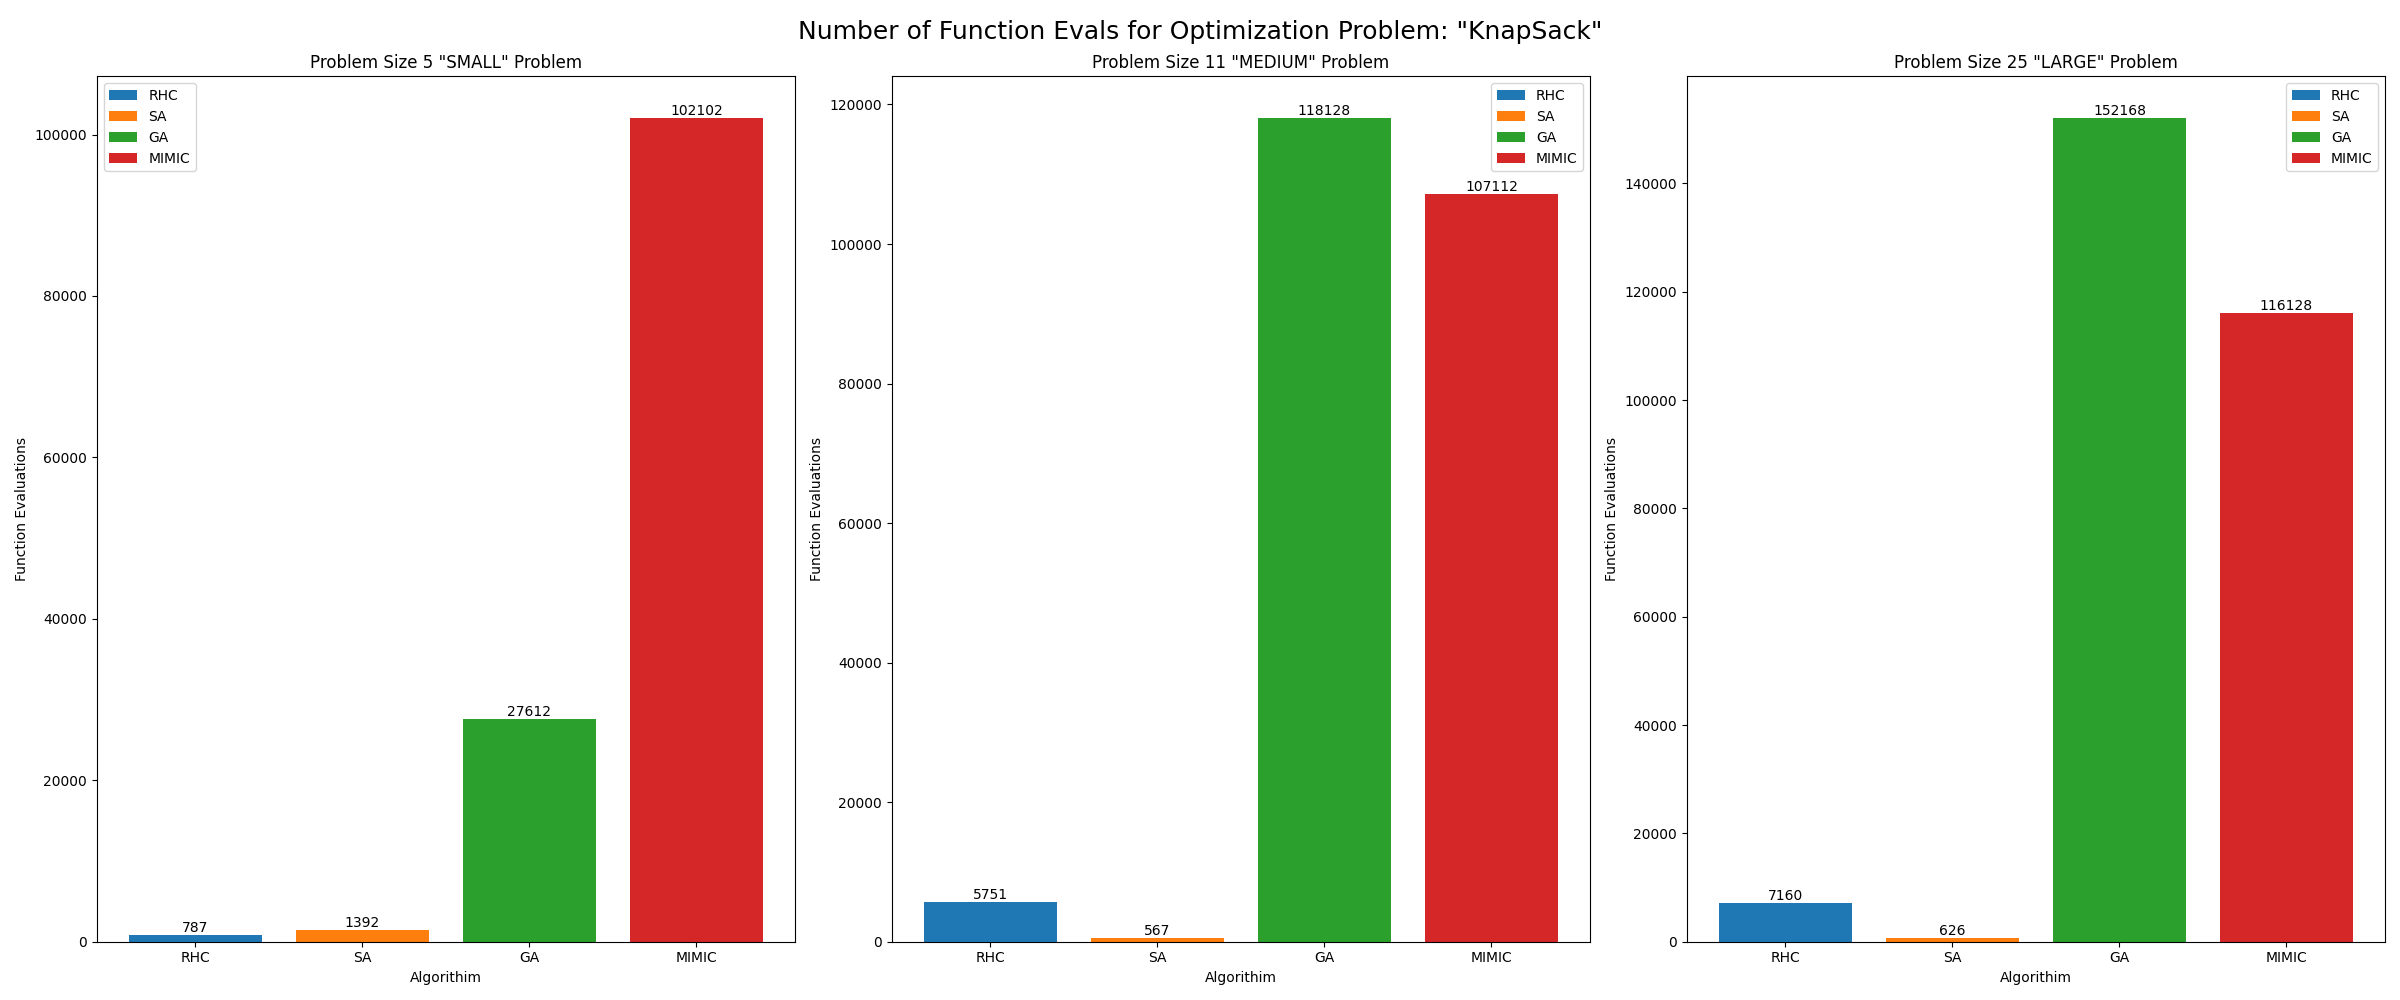 Number of Function Evals for Optimization Problem: "KnapSack"
Problem Size 5 "SMALL" Problem
RHC
SA
GA
MIMIC
Function Evaluations
100000
80000
60000
40000
20000
0
787
1392
27612
102102
RHC SA GA MIMIC
Algorithim
Problem Size 11 "MEDIUM" Problem
RHC
SA
GA
MIMIC
Function Evaluations
120000
100000
80000
60000
40000
20000
0
5751
567
118128
107112
RHC SA GA MIMIC
Algorithim
Problem Size 25 "LARGE" Problem
RHC
SA
GA
MIMIC
Function Evaluations
140000
120000
100000
80000
60000
40000
20000
0
7160
626
152168
116128
RHC SA GA MIMIC
Algorithim